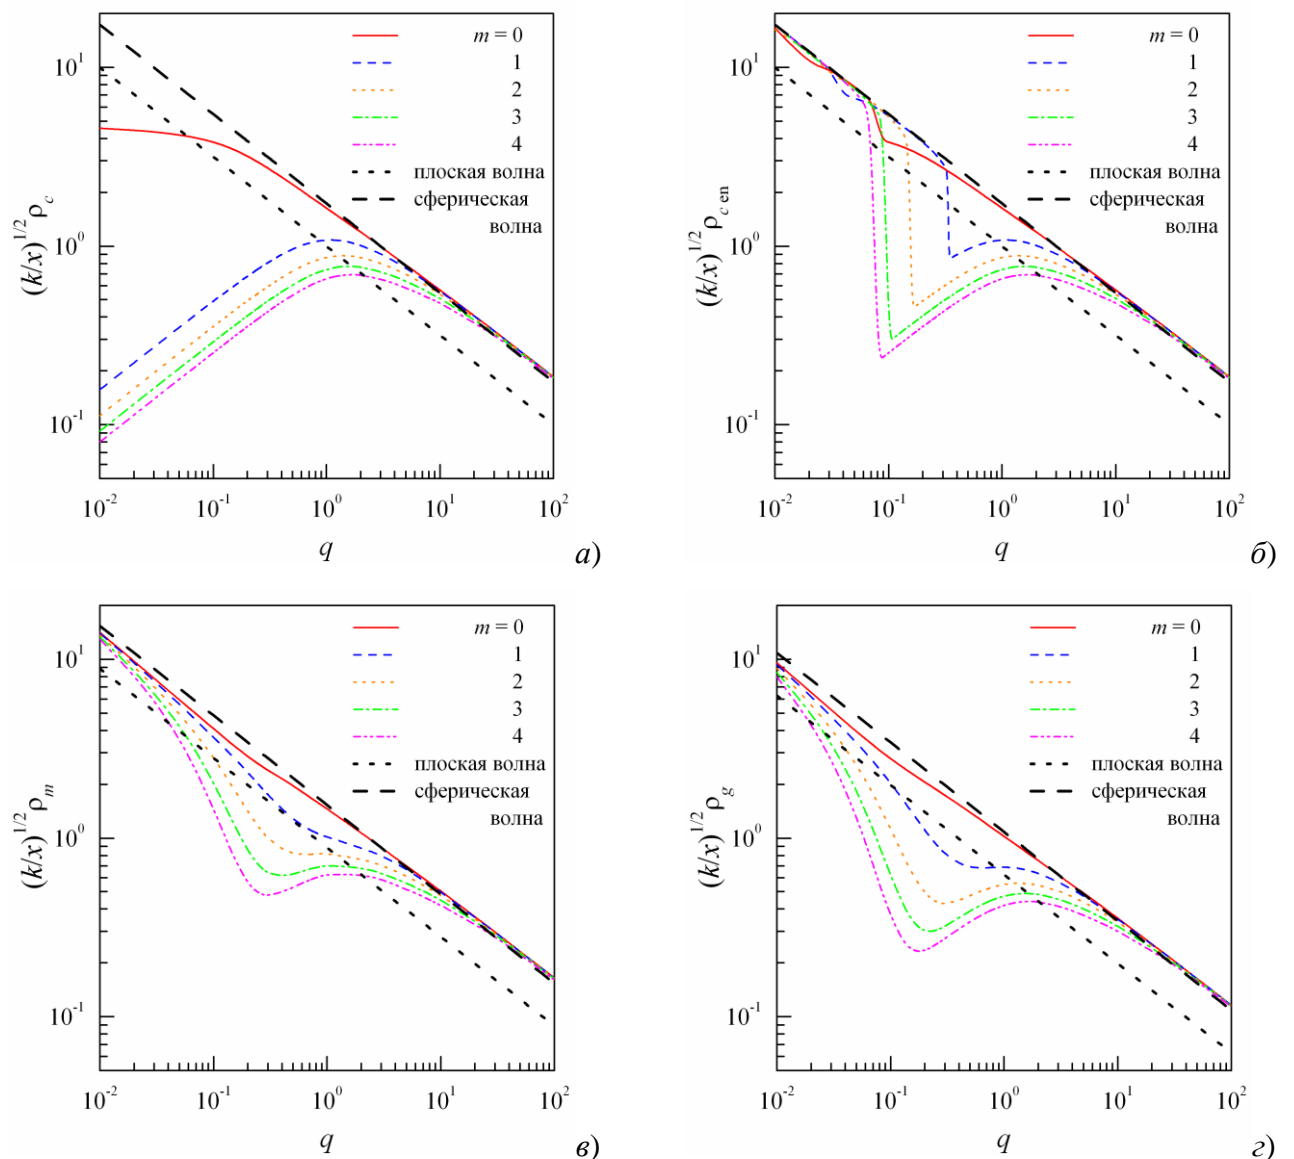 (k/x)^{1/2}ρ_c
10^1
10^0
10^{-1}
m = 0
1
2
3
4
плоская волна
сферическая
волна
10^{-2} 10^{-1} 10^0 10^1 10^2
q
а)
(k/x)^{1/2}ρ_{c en}
10^1
10^0
10^{-1}
m = 0
1
2
3
4
плоская волна
сферическая
волна
10^{-2} 10^{-1} 10^0 10^1 10^2
q
б)
(k/x)^{1/2}ρ_m
10^1
10^0
10^{-1}
m = 0
1
2
3
4
плоская волна
сферическая
волна
10^{-2} 10^{-1} 10^0 10^1 10^2
q
в)
(k/x)^{1/2}ρ_g
10^1
10^0
10^{-1}
m = 0
1
2
3
4
плоская волна
сферическая
волна
10^{-2} 10^{-1} 10^0 10^1 10^2
q
г)